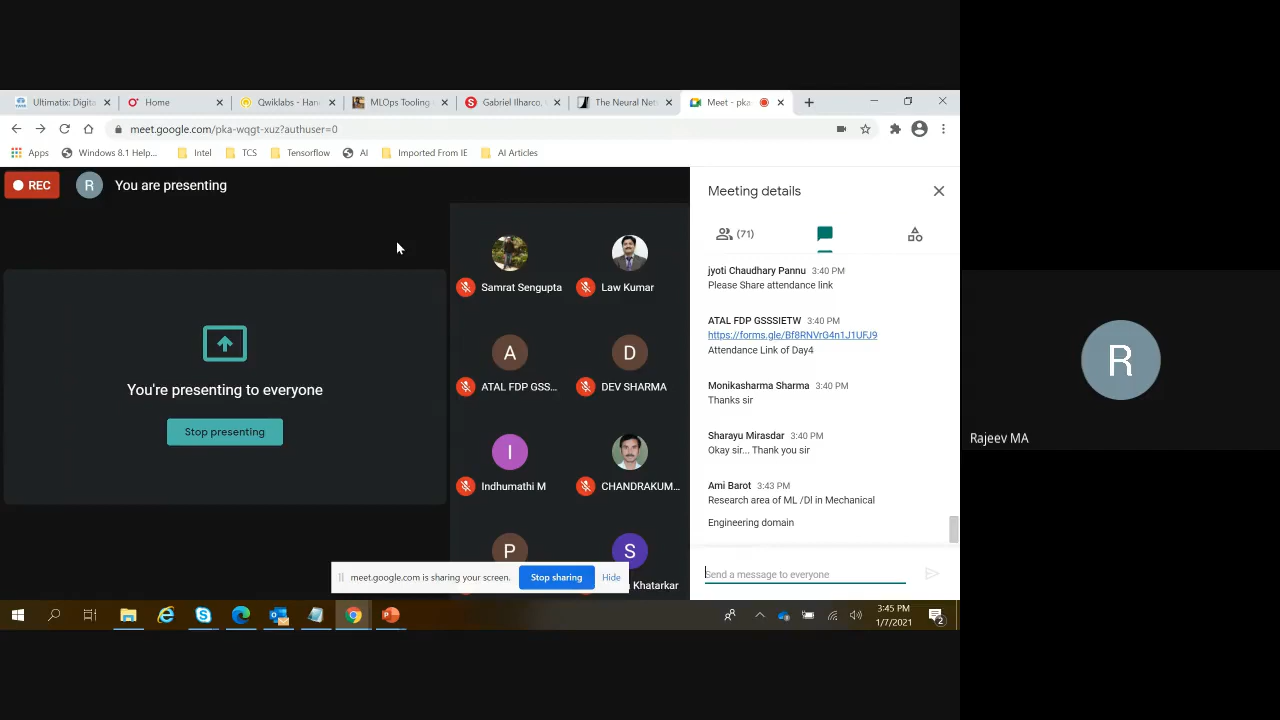 Ultimatix: Digita
Home
Qwiklabs - Han
MLOps Tooling
Gabriel Ilharco.
The Neural Net
Meet - pka
meet.google.com/pka-wqgt-xuz?authuser=0
Apps
Windows 8.1 Help...
Intel
TCS
Tensorflow
AI
Imported From IE
AI Articles
REC
R
You are presenting
Meeting details
(71)
You're presenting to everyone
Stop presenting
Samrat Sengupta
Law Kumar
A
ATAL FDP GSS...
D
DEV SHARMA
I
Indhumathi M
CHANDRAKUM...
P
S
Khatarkar
jyoti Chaudhary Pannu 3:40 PM
Please Share attendance link
ATAL FDP GSSSIETW 3:40 PM
https://forms.gle/Bf8RNVrG4n1J1UFJ9
Attendance Link of Day4
Monikasharma Sharma 3:40 PM
Thanks sir
Sharayu Mirasdar 3:40 PM
Okay sir... Thank you sir
Ami Barot 3:43 PM
Research area of ML /Dl in Mechanical
Engineering domain
Send a message to everyone
meet.google.com is sharing your screen.
Stop sharing
Hide
3:45 PM
1/7/2021
2
R
Rajeev MA